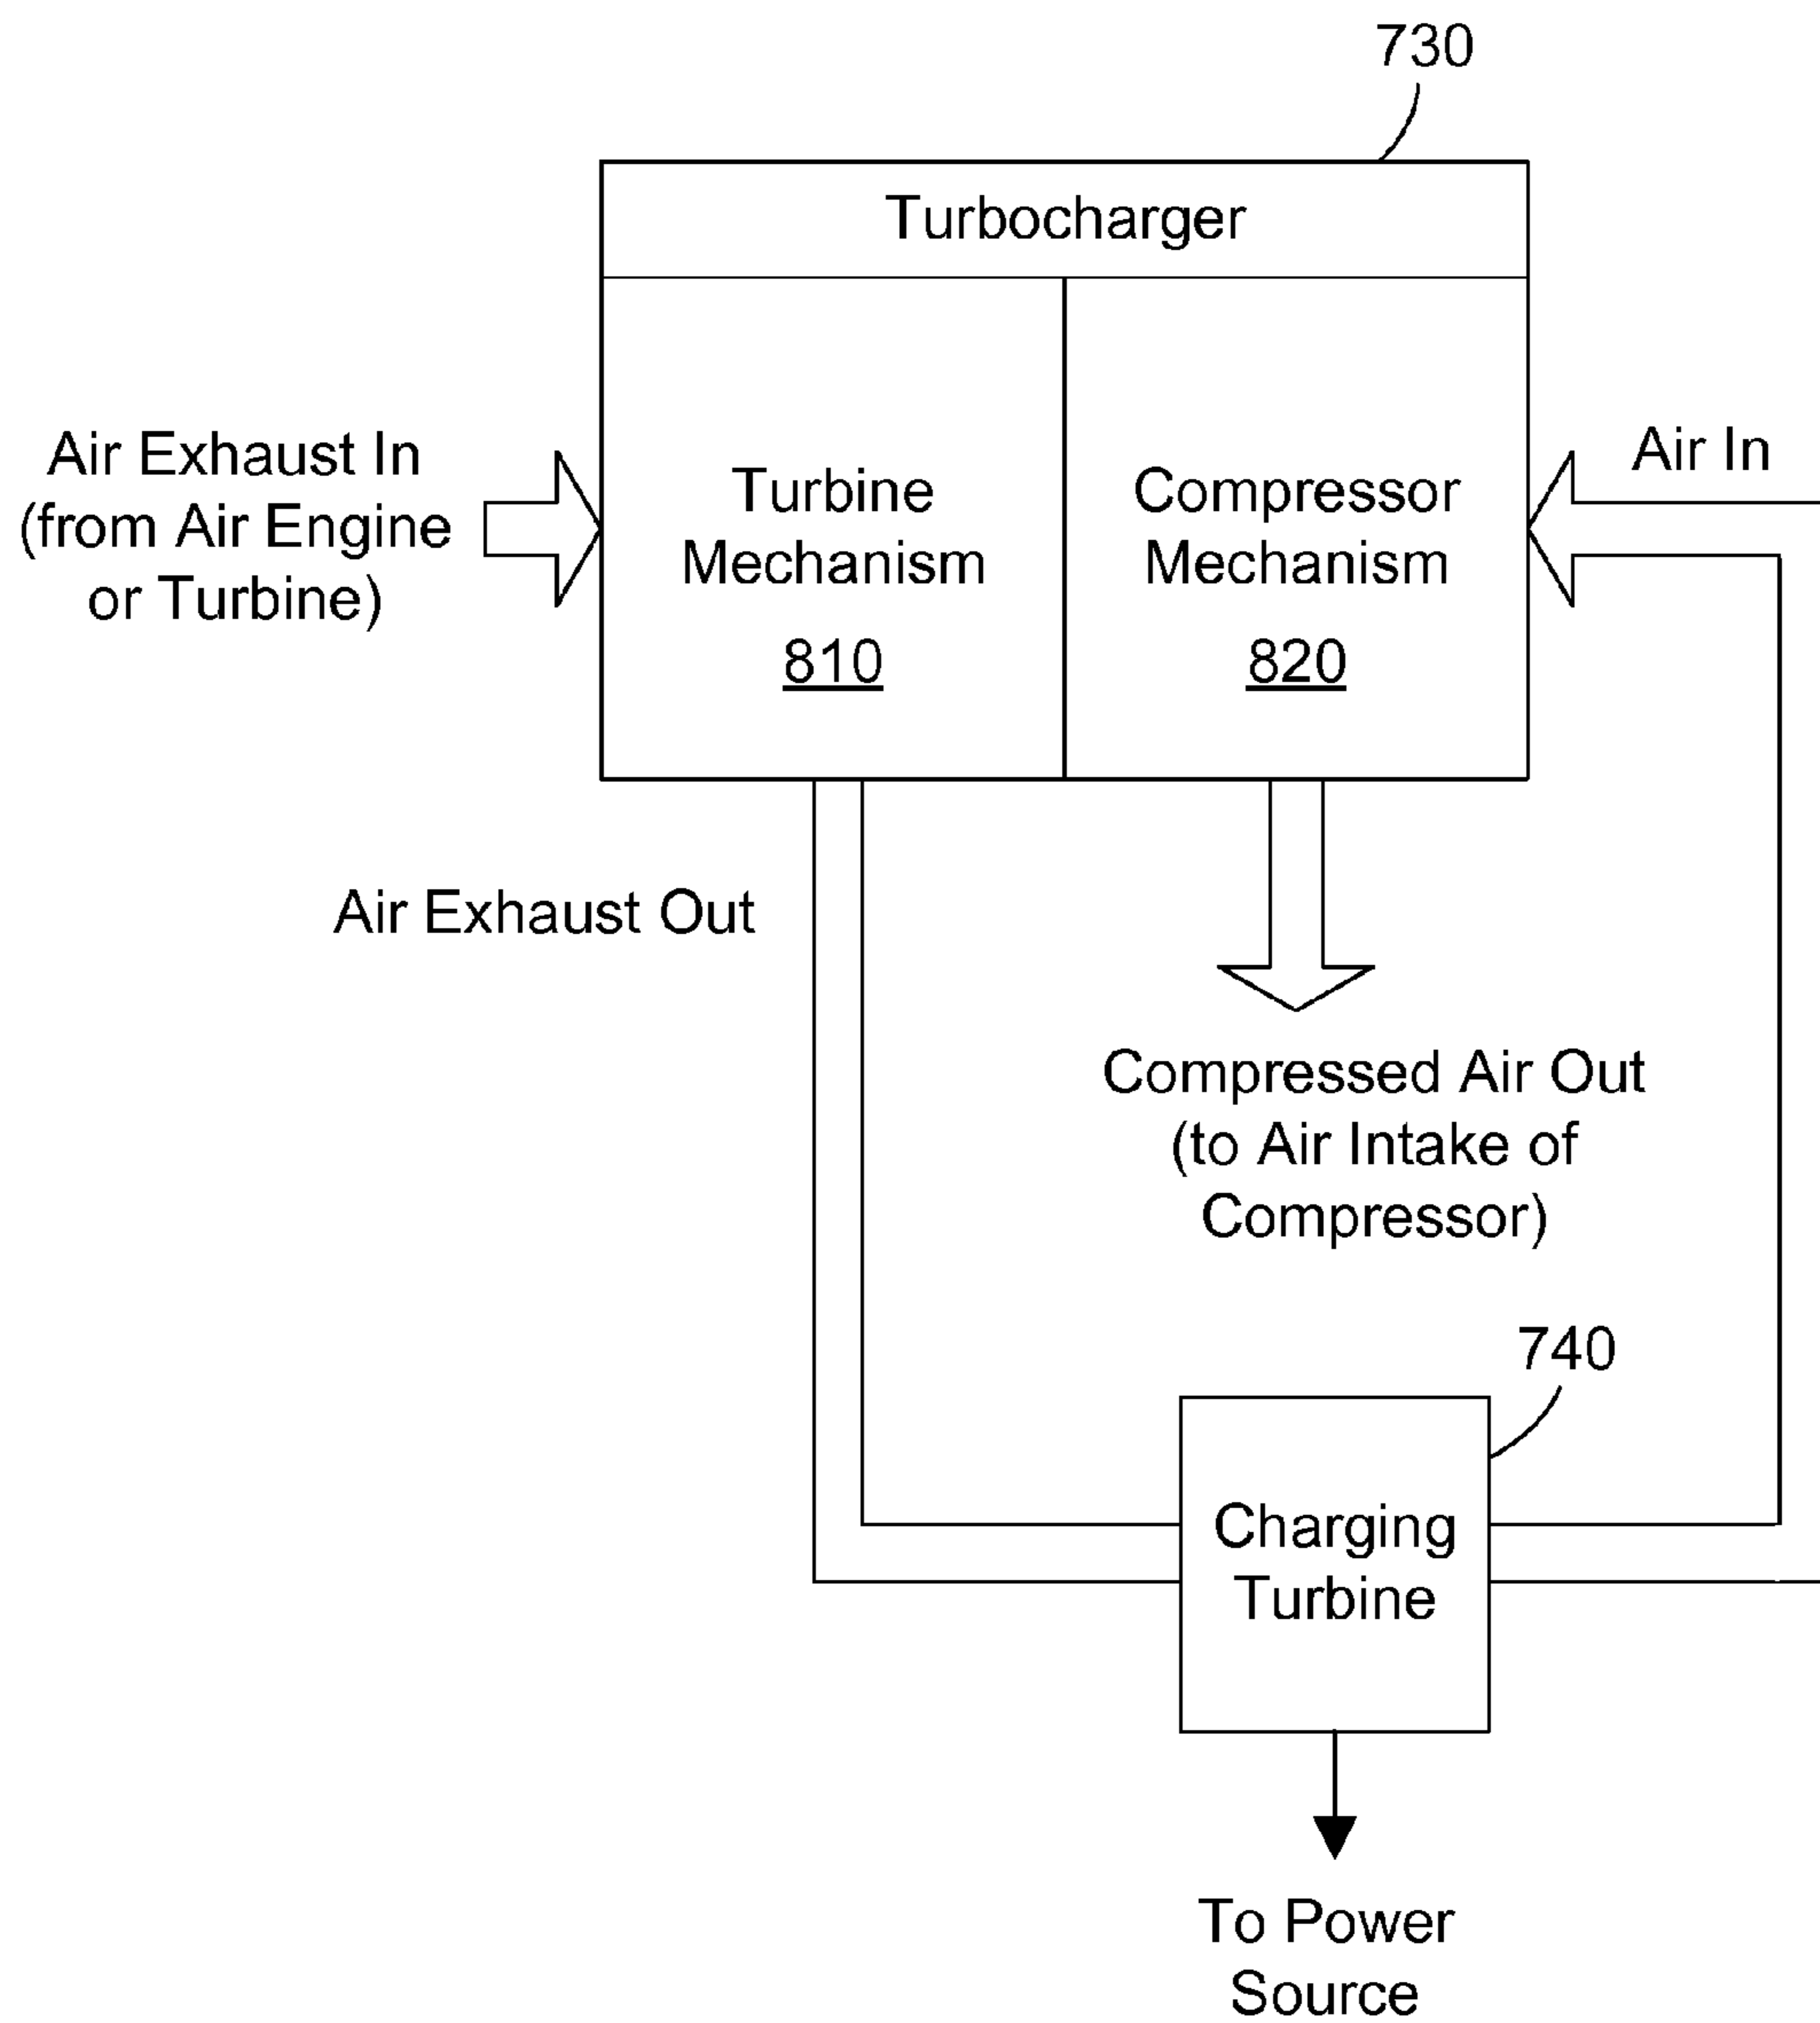 730
Turbocharger
Air Exhaust In
(from Air Engine
or Turbine)
Turbine
Mechanism
810
Compressor
Mechanism
820
Air In
Air Exhaust Out
Compressed Air Out
(to Air Intake of
Compressor)
740
Charging
Turbine
To Power
Source